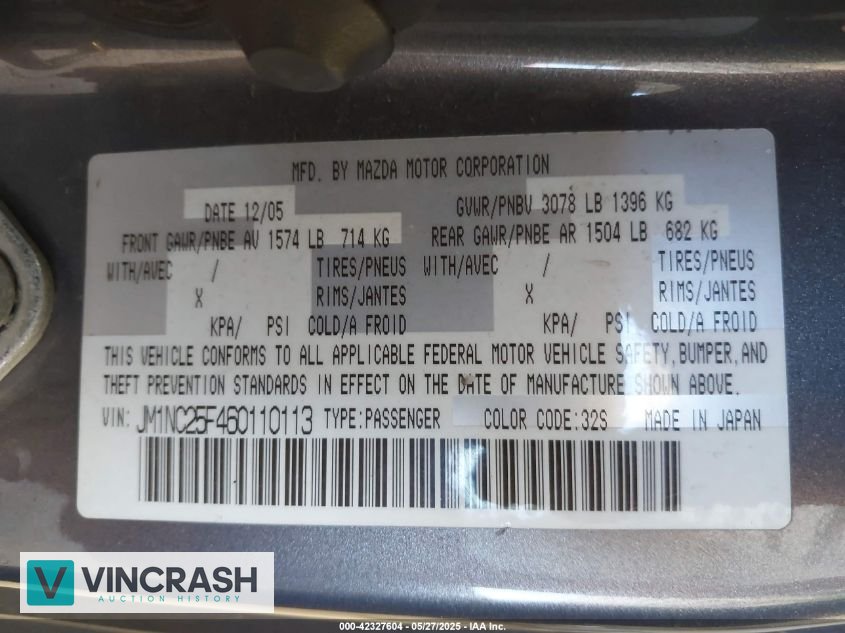 MFD. BY MAZDA MOTOR CORPORATION
DATE 12/05 GVWR/PNBV 3078 LB 1396 KG
FRONT GAWR/PNBE AV 1574 LB 714 KG REAR GAWR/PNBE AR 1504 LB 682 KG
WITH/AVEC / TIRES/PNEUS WITH/AVEC / TIRES/PNEUS
X RIMS/JANTES X RIMS/JANTES
KPA/ PSI COLD/A FROID KPA/ PSI COLD/A FROID
THIS VEHICLE CONFORMS TO ALL APPLICABLE FEDERAL MOTOR VEHICLE SAFETY, BUMPER, AND
THEFT PREVENTION STANDARDS IN EFFECT ON THE DATE OF MANUFACTURE SHOWN ABOVE.
VIN: JM1NC25F460110113 TYPE:PASSENGER COLOR CODE:32S MADE IN JAPAN
VINCRASH
AUCTION HISTORY
000-42327604 — 05/27/2025 — IAA Inc.